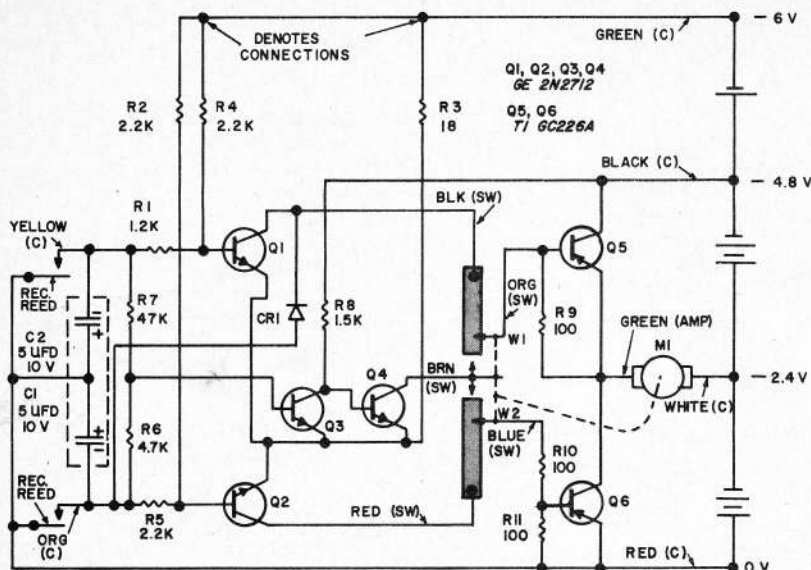 DENOTES
CONNECTIONS
GREEN (C)
– 6 V
Q1, Q2, Q3, Q4
GE 2N2712
Q5, Q6
TI GC226A
R2
2.2K
R4
2.2K
R3
18
BLACK (C)
– 4.8 V
YELLOW (C)
R1
1.2K
Q1
BLK (SW)
Q5
REC. REED
R7
47K
CR1
R8
1.5K
ORG
(SW)
R9
100
GREEN (AMP)
M1
C2
5 UFD
10 V
W1
BRN
(SW)
– 2.4 V
WHITE (C)
C1
5 UFD
10 V
Q3
Q4
R6
4.7K
W2
BLUE
(SW)
R10
100
REC.
REED
ORG
(C)
R5
2.2K
Q2
RED (SW)
R11
100
Q6
RED (C)
0 V